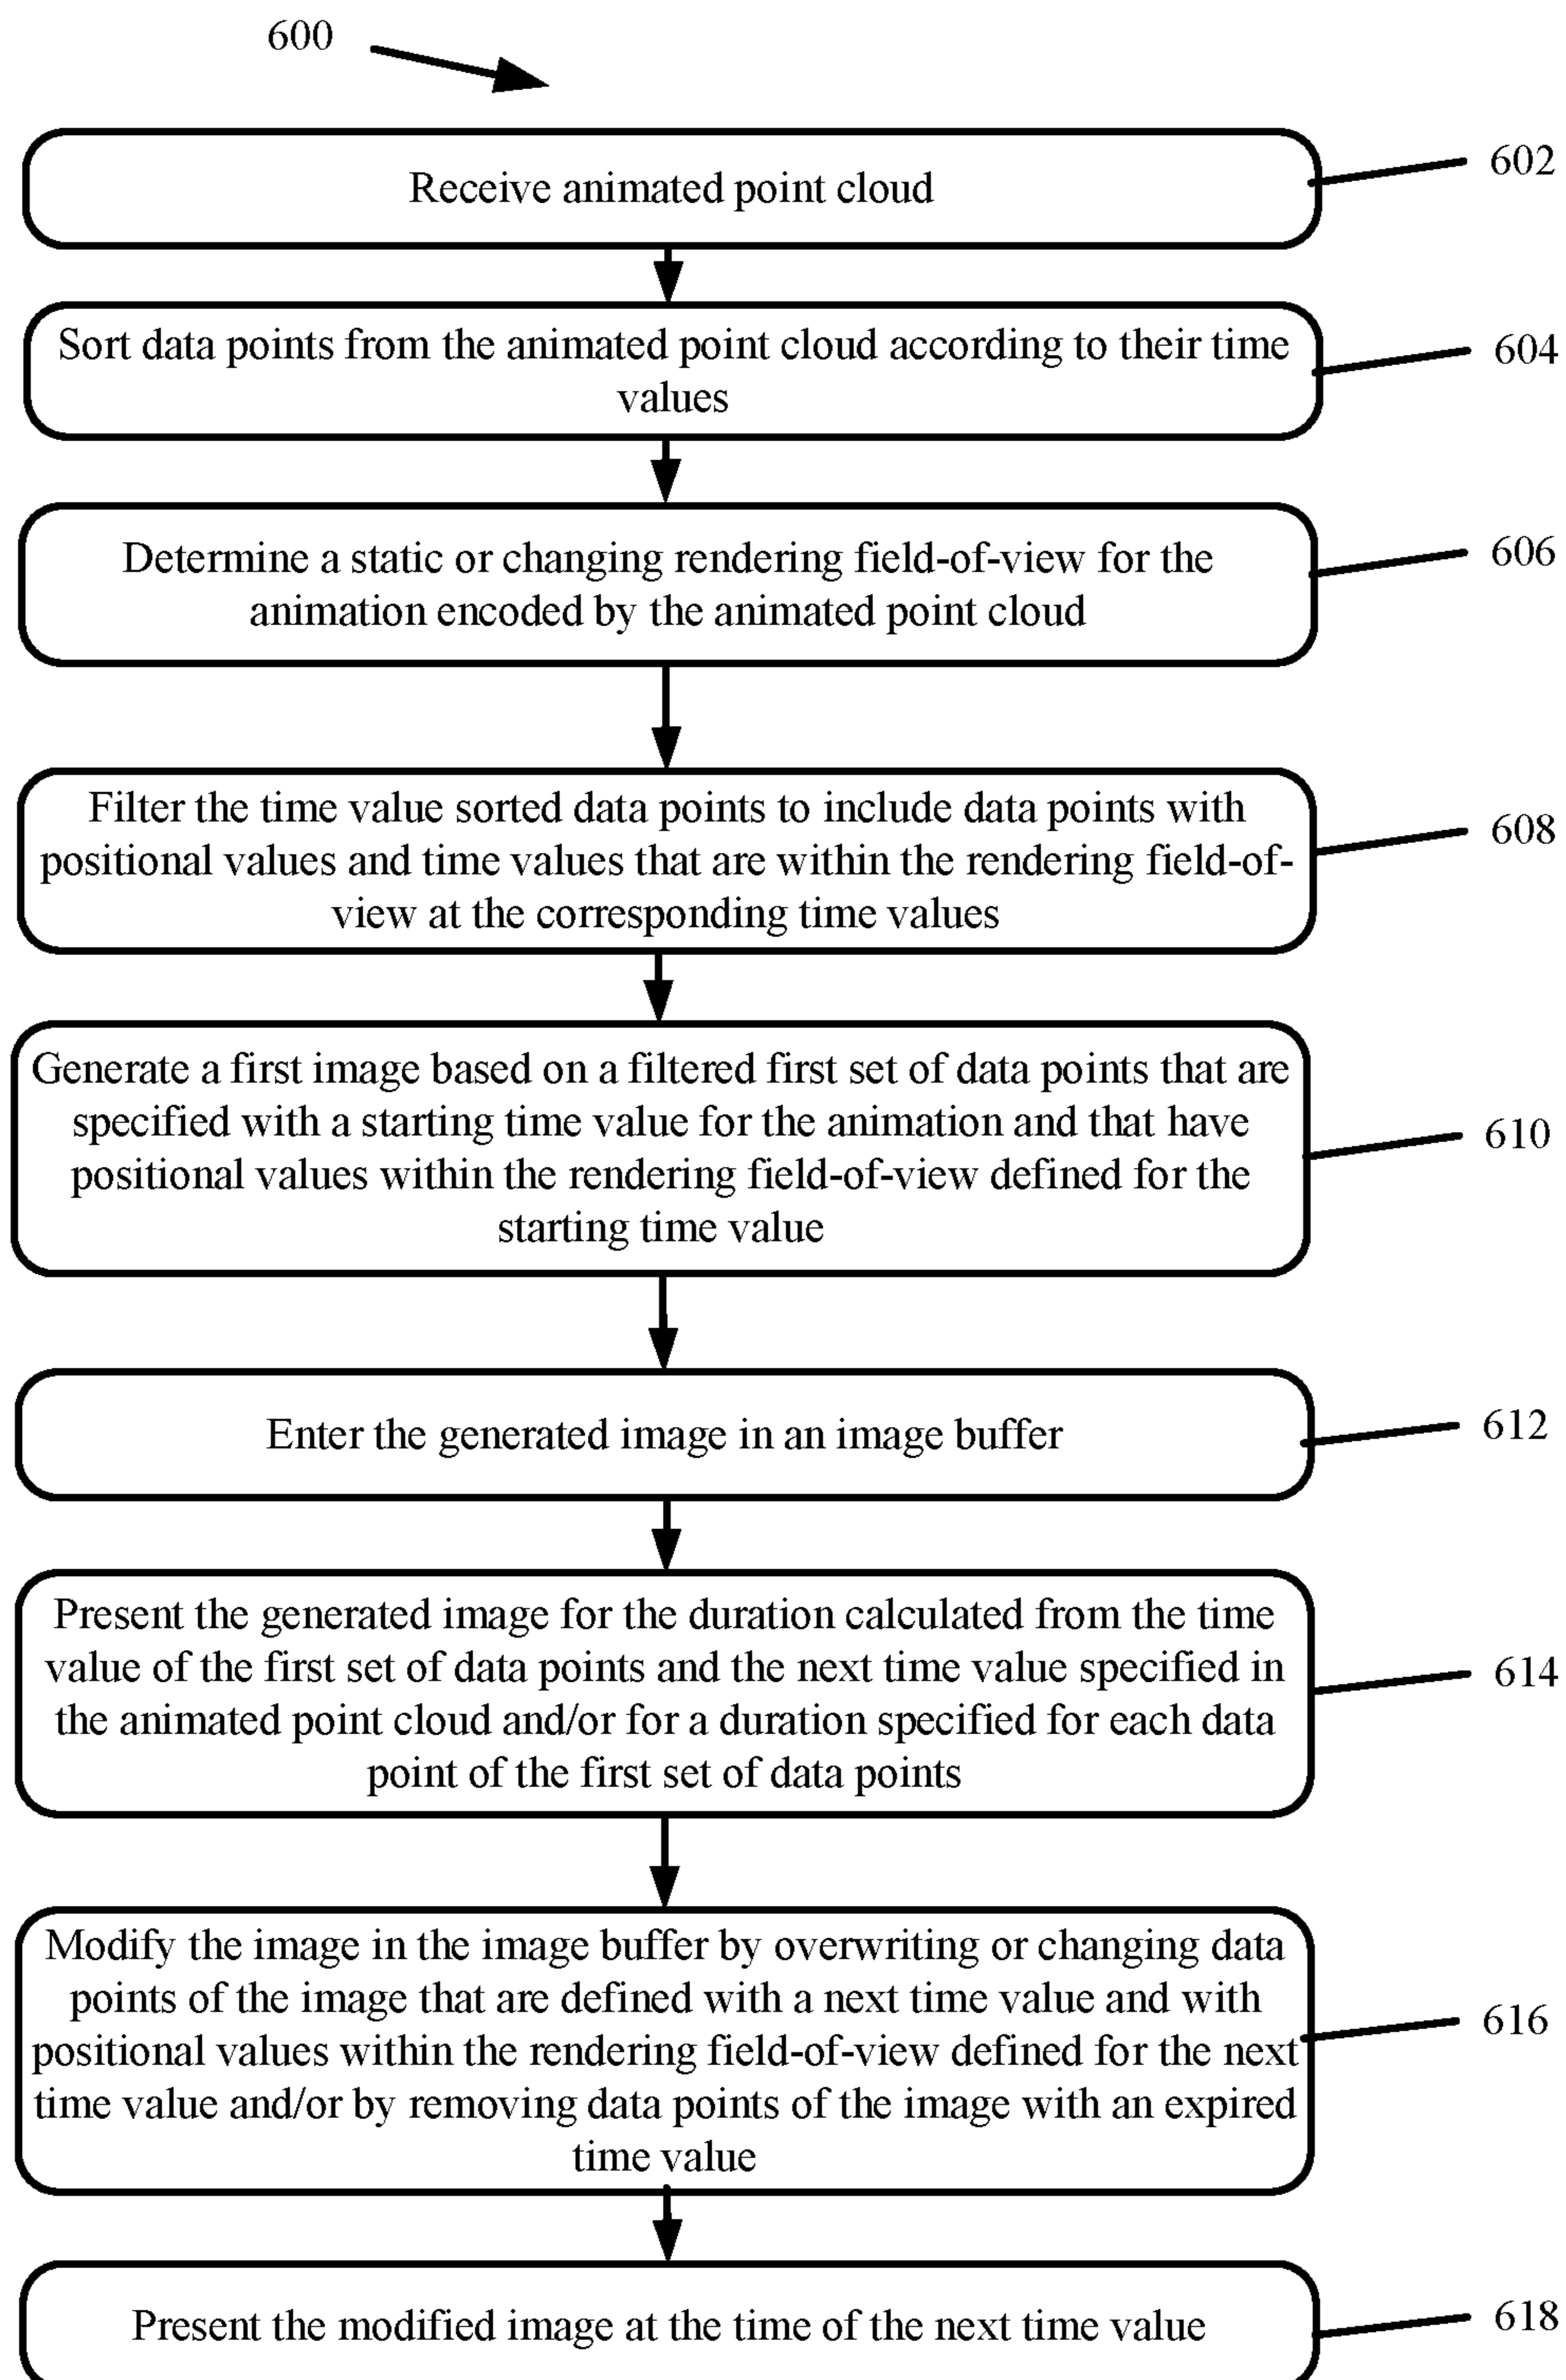 600
Receive animated point cloud
602
Sort data points from the animated point cloud according to their time
values
604
Determine a static or changing rendering field-of-view for the
animation encoded by the animated point cloud
606
Filter the time value sorted data points to include data points with
positional values and time values that are within the rendering field-of-
view at the corresponding time values
608
Generate a first image based on a filtered first set of data points that are
specified with a starting time value for the animation and that have
positional values within the rendering field-of-view defined for the
starting time value
610
Enter the generated image in an image buffer
612
Present the generated image for the duration calculated from the time
value of the first set of data points and the next time value specified in
the animated point cloud and/or for a duration specified for each data
point of the first set of data points
614
Modify the image in the image buffer by overwriting or changing data
points of the image that are defined with a next time value and with
positional values within the rendering field-of-view defined for the next
time value and/or by removing data points of the image with an expired
time value
616
Present the modified image at the time of the next time value
618